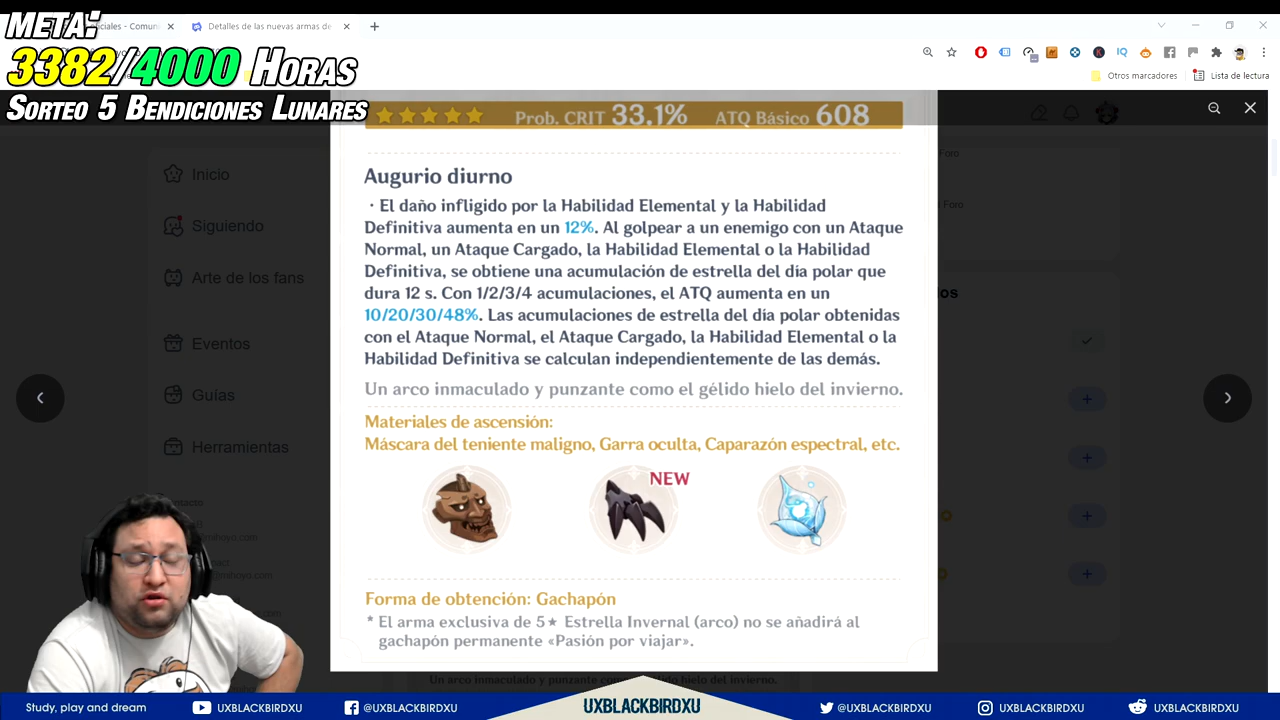 META:
3382/4000 HORAS
SORTEO 5 BENDICIONES LUNARES
ciales - Comuni
Detalles de las nuevas armas de
Otros marcadores
Lista de lectura
Prob. CRIT 33.1% ATQ Básico 608
Inicio
Siguiendo
Arte de los fans
Eventos
Guías
Herramientas
Foro
l Foro
los
Augurio diurno
· El daño infligido por la Habilidad Elemental y la Habilidad
Definitiva aumenta en un 12%. Al golpear a un enemigo con un Ataque
Normal, un Ataque Cargado, la Habilidad Elemental o la Habilidad
Definitiva, se obtiene una acumulación de estrella del día polar que
dura 12 s. Con 1/2/3/4 acumulaciones, el ATQ aumenta en un
10/20/30/48%. Las acumulaciones de estrella del día polar obtenidas
con el Ataque Normal, el Ataque Cargado, la Habilidad Elemental o la
Habilidad Definitiva se calculan independientemente de las demás.
Un arco inmaculado y punzante como el gélido hielo del invierno.
Materiales de ascensión:
Máscara del teniente maligno, Garra oculta, Caparazón espectral, etc.
NEW
Forma de obtención: Gachapón
* El arma exclusiva de 5★ Estrella Invernal (arco) no se añadirá al
gachapón permanente «Pasión por viajar».
Study, play and dream
UXBLACKBIRDXU
@UXBLACKBIRDXU
UXBLACKBIRDXU
@UXBLACKBIRDXU
UXBLACKBIRDXU
UXBLACKBIRDXU